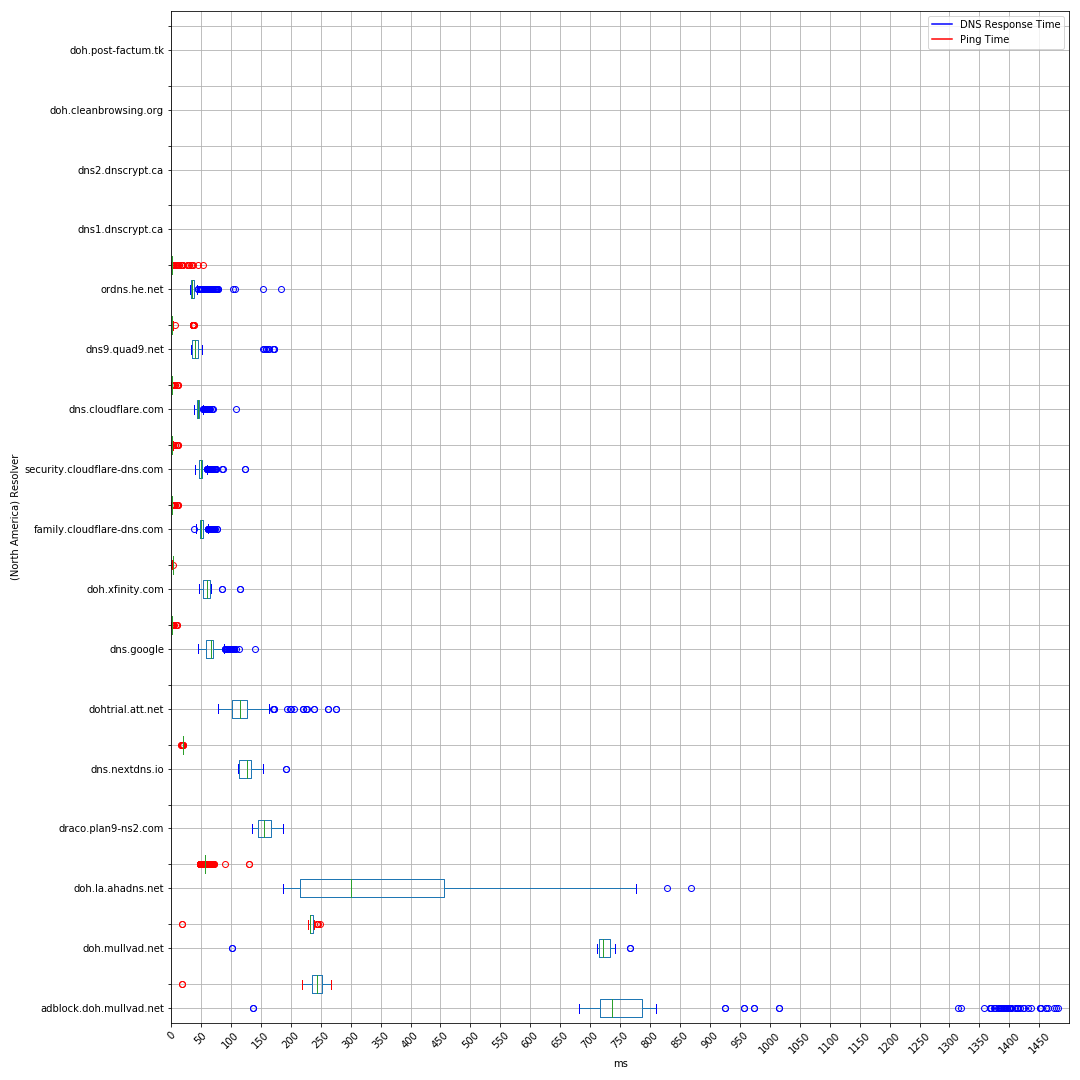 DNS Response Time
Ping Time
doh.post-factum.tk
doh.cleanbrowsing.org
dns2.dnscrypt.ca
dns1.dnscrypt.ca
ordns.he.net
dns9.quad9.net
dns.cloudflare.com
security.cloudflare-dns.com
family.cloudflare-dns.com
doh.xfinity.com
dns.google
dohtrial.att.net
dns.nextdns.io
draco.plan9-ns2.com
doh.la.ahadns.net
doh.mullvad.net
adblock.doh.mullvad.net
(North America) Resolver
0 50 100 150 200 250 300 350 400 450 500 550 600 650 700 750 800 850 900 950 1000 1050 1100 1150 1200 1250 1300 1350 1400 1450
ms